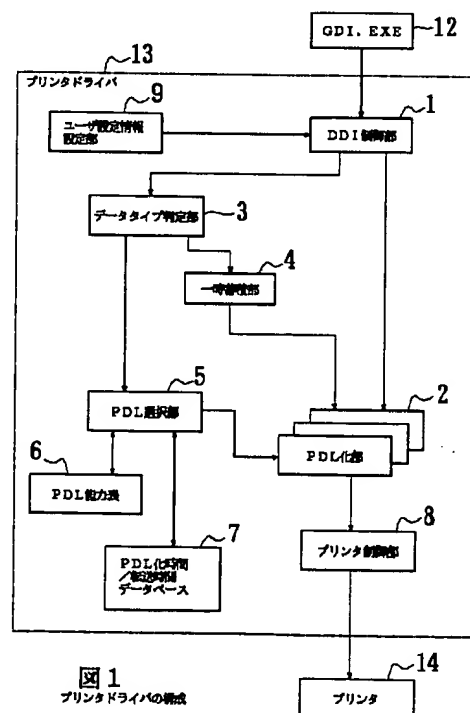 GDI.EXE
12
13
プリンタドライバ
9
ユーザ設定情報
設定部
1
DDI制御部
データタイプ判定部
3
4
一時蓄積部
5
PDL選択部
2
PDL化部
6
PDL能力表
7
PDL化時間
/転送時間
データベース
8
プリンタ制御部
図1
プリンタドライバの構成
14
プリンタ